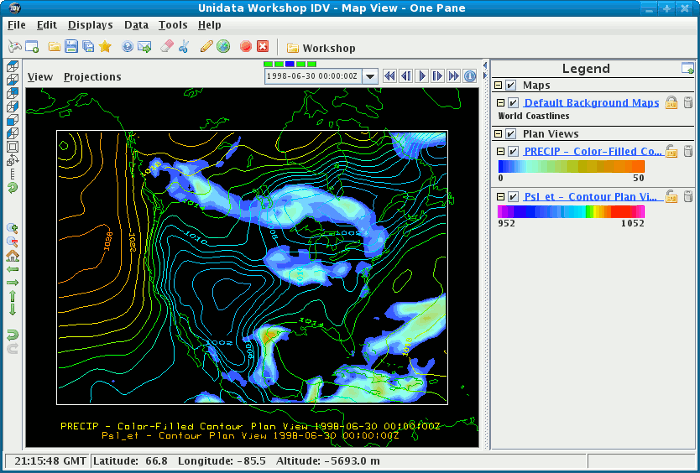 Unidata Workshop IDV - Map View - One Pane
File Edit Displays Data Tools Help
Workshop
View Projections
1998-06-30 00:00:00Z
Legend
Maps
Default Background Maps
World Coastlines
Plan Views
PRECIP - Color-Filled Co...
0 50
Psl_et - Contour Plan Vi...
952 1052
1010
1028
PRECIP - Color-Filled Contour Plan View 1998-06-30 00:00:00Z
Psl_et - Contour Plan View 1998-06-30 00:00:00Z
21:15:48 GMT Latitude: 66.8 Longitude: -85.5 Altitude: -5693.0 m